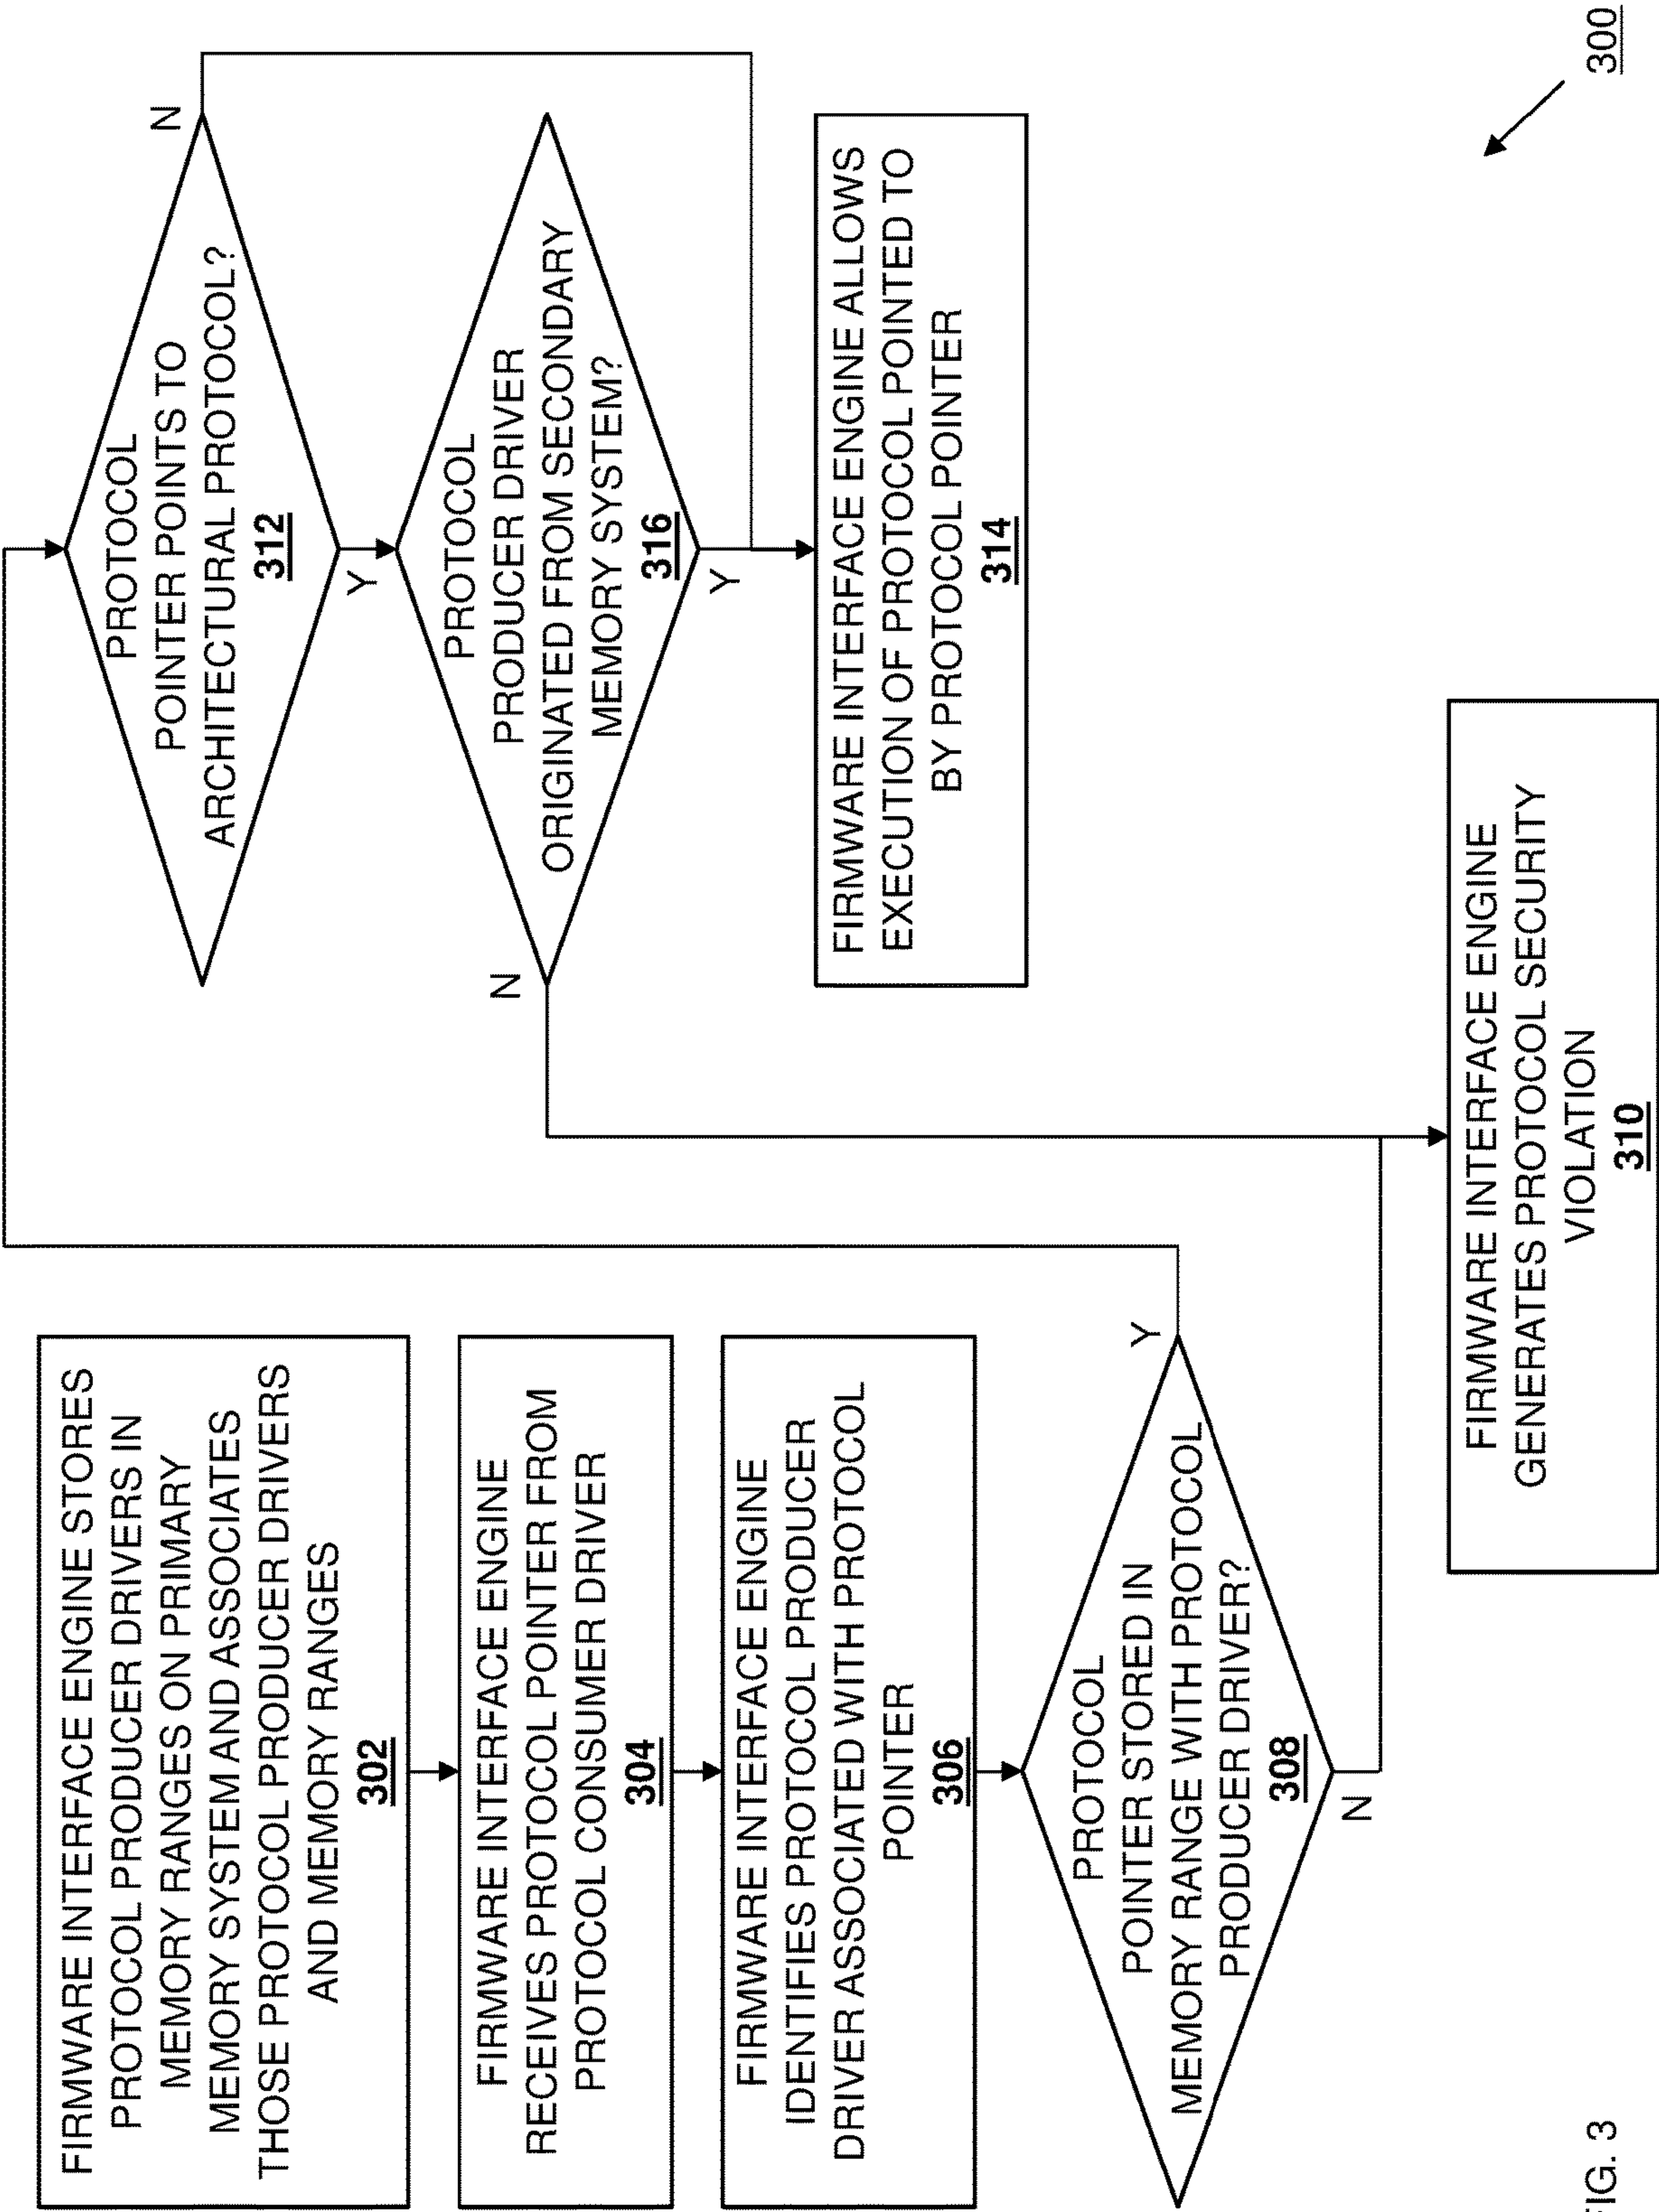 FIRMWARE INTERFACE ENGINE STORES
PROTOCOL PRODUCER DRIVERS IN
MEMORY RANGES ON PRIMARY
MEMORY SYSTEM AND ASSOCIATES
THOSE PROTOCOL PRODUCER DRIVERS
AND MEMORY RANGES
302
FIRMWARE INTERFACE ENGINE
RECEIVES PROTOCOL POINTER FROM
PROTOCOL CONSUMER DRIVER
304
FIRMWARE INTERFACE ENGINE
IDENTIFIES PROTOCOL PRODUCER
DRIVER ASSOCIATED WITH PROTOCOL
POINTER
306
PROTOCOL
POINTER STORED IN
MEMORY RANGE WITH PROTOCOL
PRODUCER DRIVER?
308
Y
N
PROTOCOL
POINTER POINTS TO
ARCHITECTURAL PROTOCOL?
312
N
Y
PROTOCOL
PRODUCER DRIVER
ORIGINATED FROM SECONDARY
MEMORY SYSTEM?
316
N
Y
FIRMWARE INTERFACE ENGINE ALLOWS
EXECUTION OF PROTOCOL POINTED TO
BY PROTOCOL POINTER
314
FIRMWARE INTERFACE ENGINE
GENERATES PROTOCOL SECURITY
VIOLATION
310
300
FIG. 3